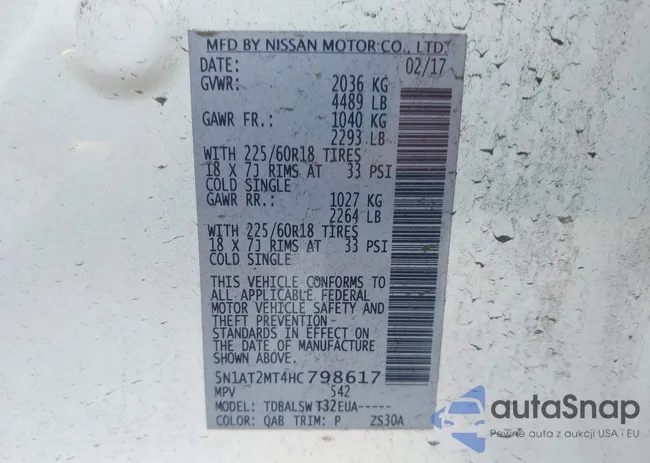 MFD BY NISSAN MOTOR CO., LTD.
DATE: 02/17
GVWR: 2036 KG
4489 LB
GAWR FR.: 1040 KG
2293 LB
WITH 225/60R18 TIRES
18 X 7J RIMS AT 33 PSI
COLD SINGLE
GAWR RR.: 1027 KG
2264 LB
WITH 225/60R18 TIRES
18 X 7J RIMS AT 33 PSI
COLD SINGLE
THIS VEHICLE CONFORMS TO
ALL APPLICABLE FEDERAL
MOTOR VEHICLE SAFETY AND
THEFT PREVENTION
STANDARDS IN EFFECT ON
THE DATE OF MANUFACTURE
SHOWN ABOVE.
5N1AT2MT4HC798617
MPV 542
MODEL: TDBALSWT32EUA-----
COLOR: QAB TRIM: P ZS30A
autoSnap
Pewne auta z aukcji USA i EU